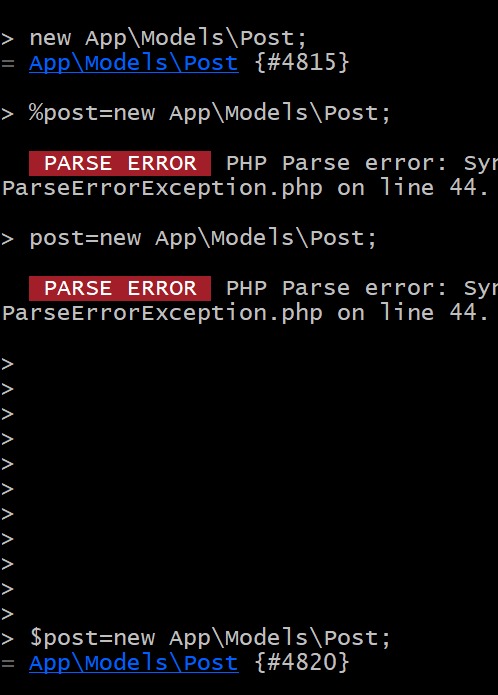 > new App\Models\Post;
= App\Models\Post {#4815}
> %post=new App\Models\Post;
PARSE ERROR PHP Parse error: Syn
ParseErrorException.php on line 44.
> post=new App\Models\Post;
PARSE ERROR PHP Parse error: Syn
ParseErrorException.php on line 44.
>
>
>
>
>
>
>
>
>
>
>
> $post=new App\Models\Post;
= App\Models\Post {#4820}